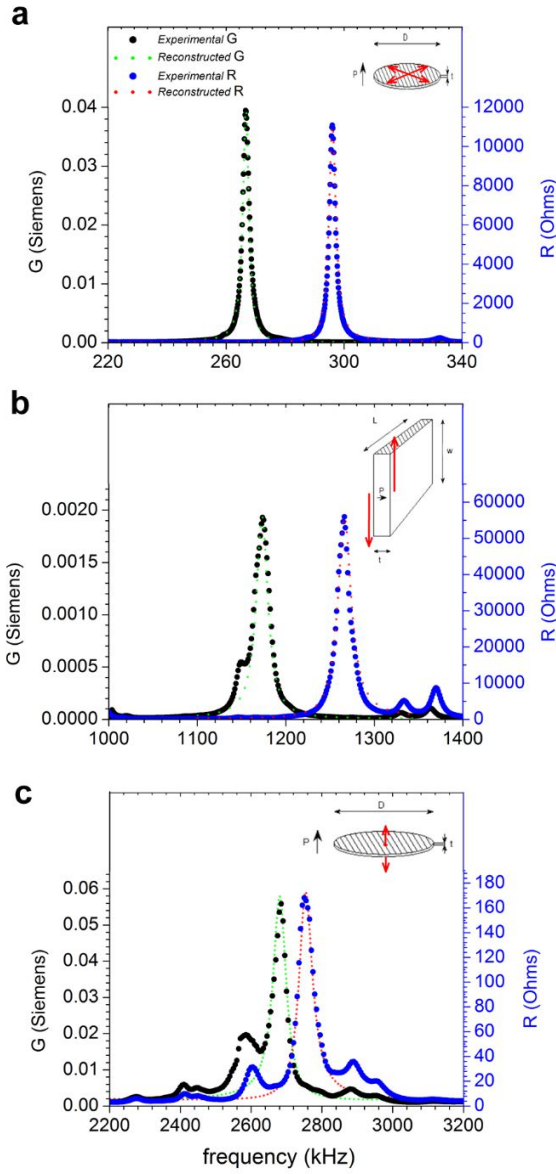 a
Experimental G
Reconstructed G
Experimental R
Reconstructed R
D
P
t
0.04
0.03
0.02
0.01
0.00
G (Siemens)
12000
10000
8000
6000
4000
2000
0
R (Ohms)
220 260 300 340
b
L
w
P
t
0.0020
0.0015
0.0010
0.0005
0.0000
G (Siemens)
60000
50000
40000
30000
20000
10000
0
R (Ohms)
1000 1100 1200 1300 1400
c
D
P
t
0.06
0.05
0.04
0.03
0.02
0.01
0.00
G (Siemens)
180
160
140
120
100
80
60
40
20
0
R (Ohms)
2200 2400 2600 2800 3000 3200
frequency (kHz)